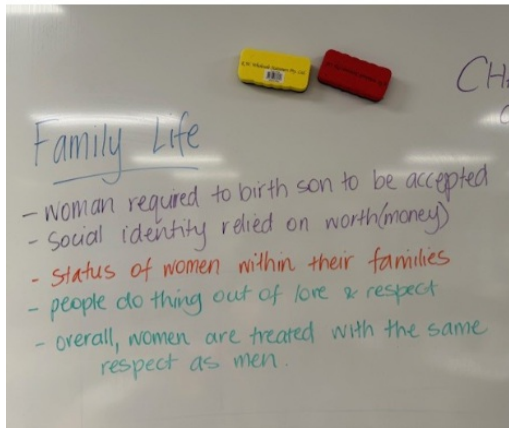 CH
Family Life
- woman required to birth son to be accepted
- social identity relied on worth(money)
- status of women within their families
- people do thing out of love & respect
- overall, women are treated with the same
respect as men.